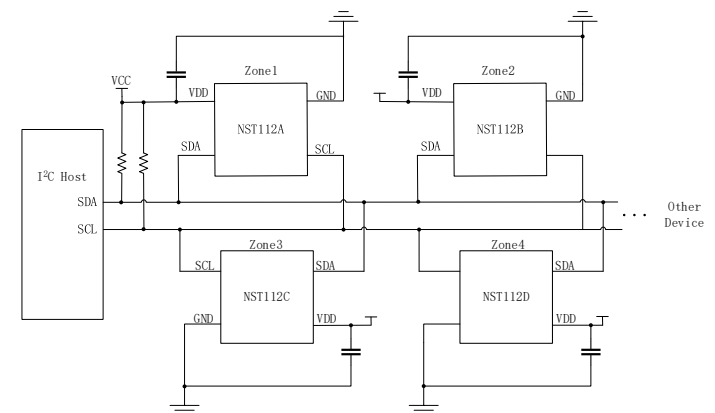 Zone1
Zone2
VCC
VDD
GND
VDD
GND
NST112A
NST112B
SDA
SCL
SDA
I²C Host
SDA
SCL
Other
Device
Zone3
Zone4
SCL
SDA
SDA
NST112C
NST112D
GND
VDD
VDD